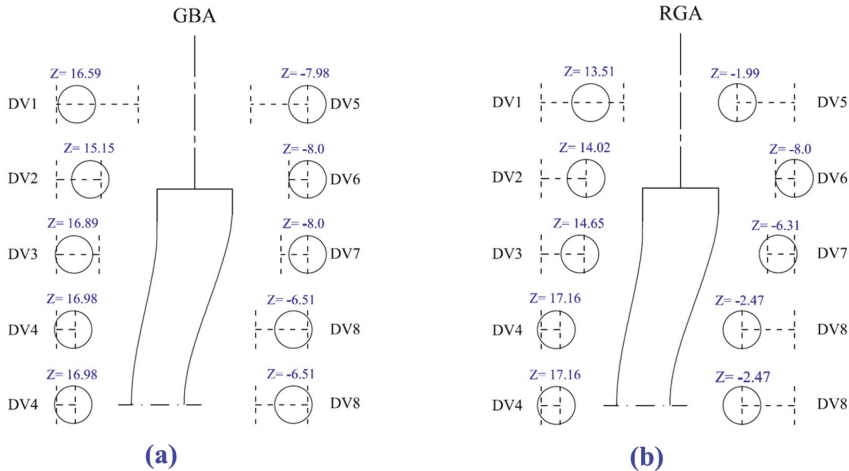 GBA
Z= 16.59
Z= -7.98
DV1
DV5
Z= 15.15
Z= -8.0
DV2
DV6
Z= 16.89
Z= -8.0
DV3
DV7
Z= 16.98
Z= -6.51
DV4
DV8
Z= 16.98
Z= -6.51
DV4
DV8
(a)
RGA
Z= 13.51
Z= -1.99
DV1
DV5
Z= 14.02
Z= -8.0
DV2
DV6
Z= 14.65
Z= -6.31
DV3
DV7
Z= 17.16
Z= -2.47
DV4
DV8
Z= 17.16
Z= -2.47
DV4
DV8
(b)